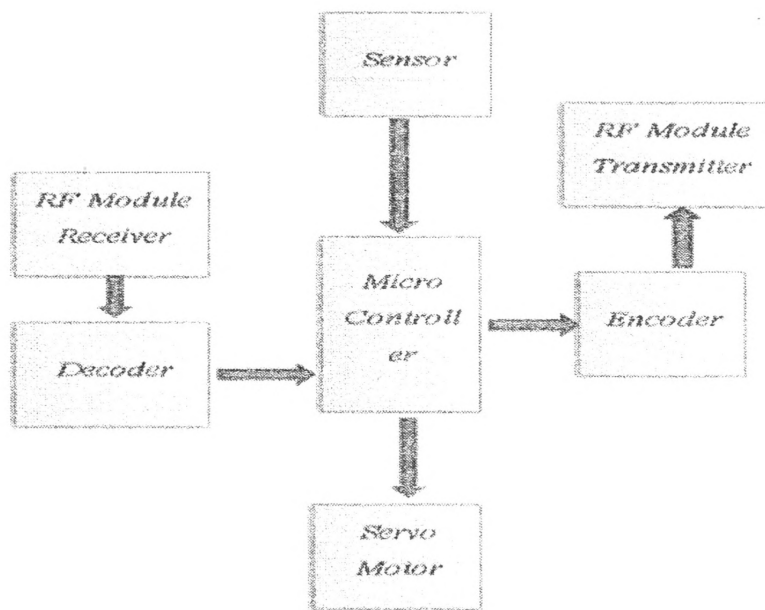 Sensor
RF Module
Transmitter
RF Module
Receiver
Micro
Controll
er
Encoder
Decoder
Servo
Motor